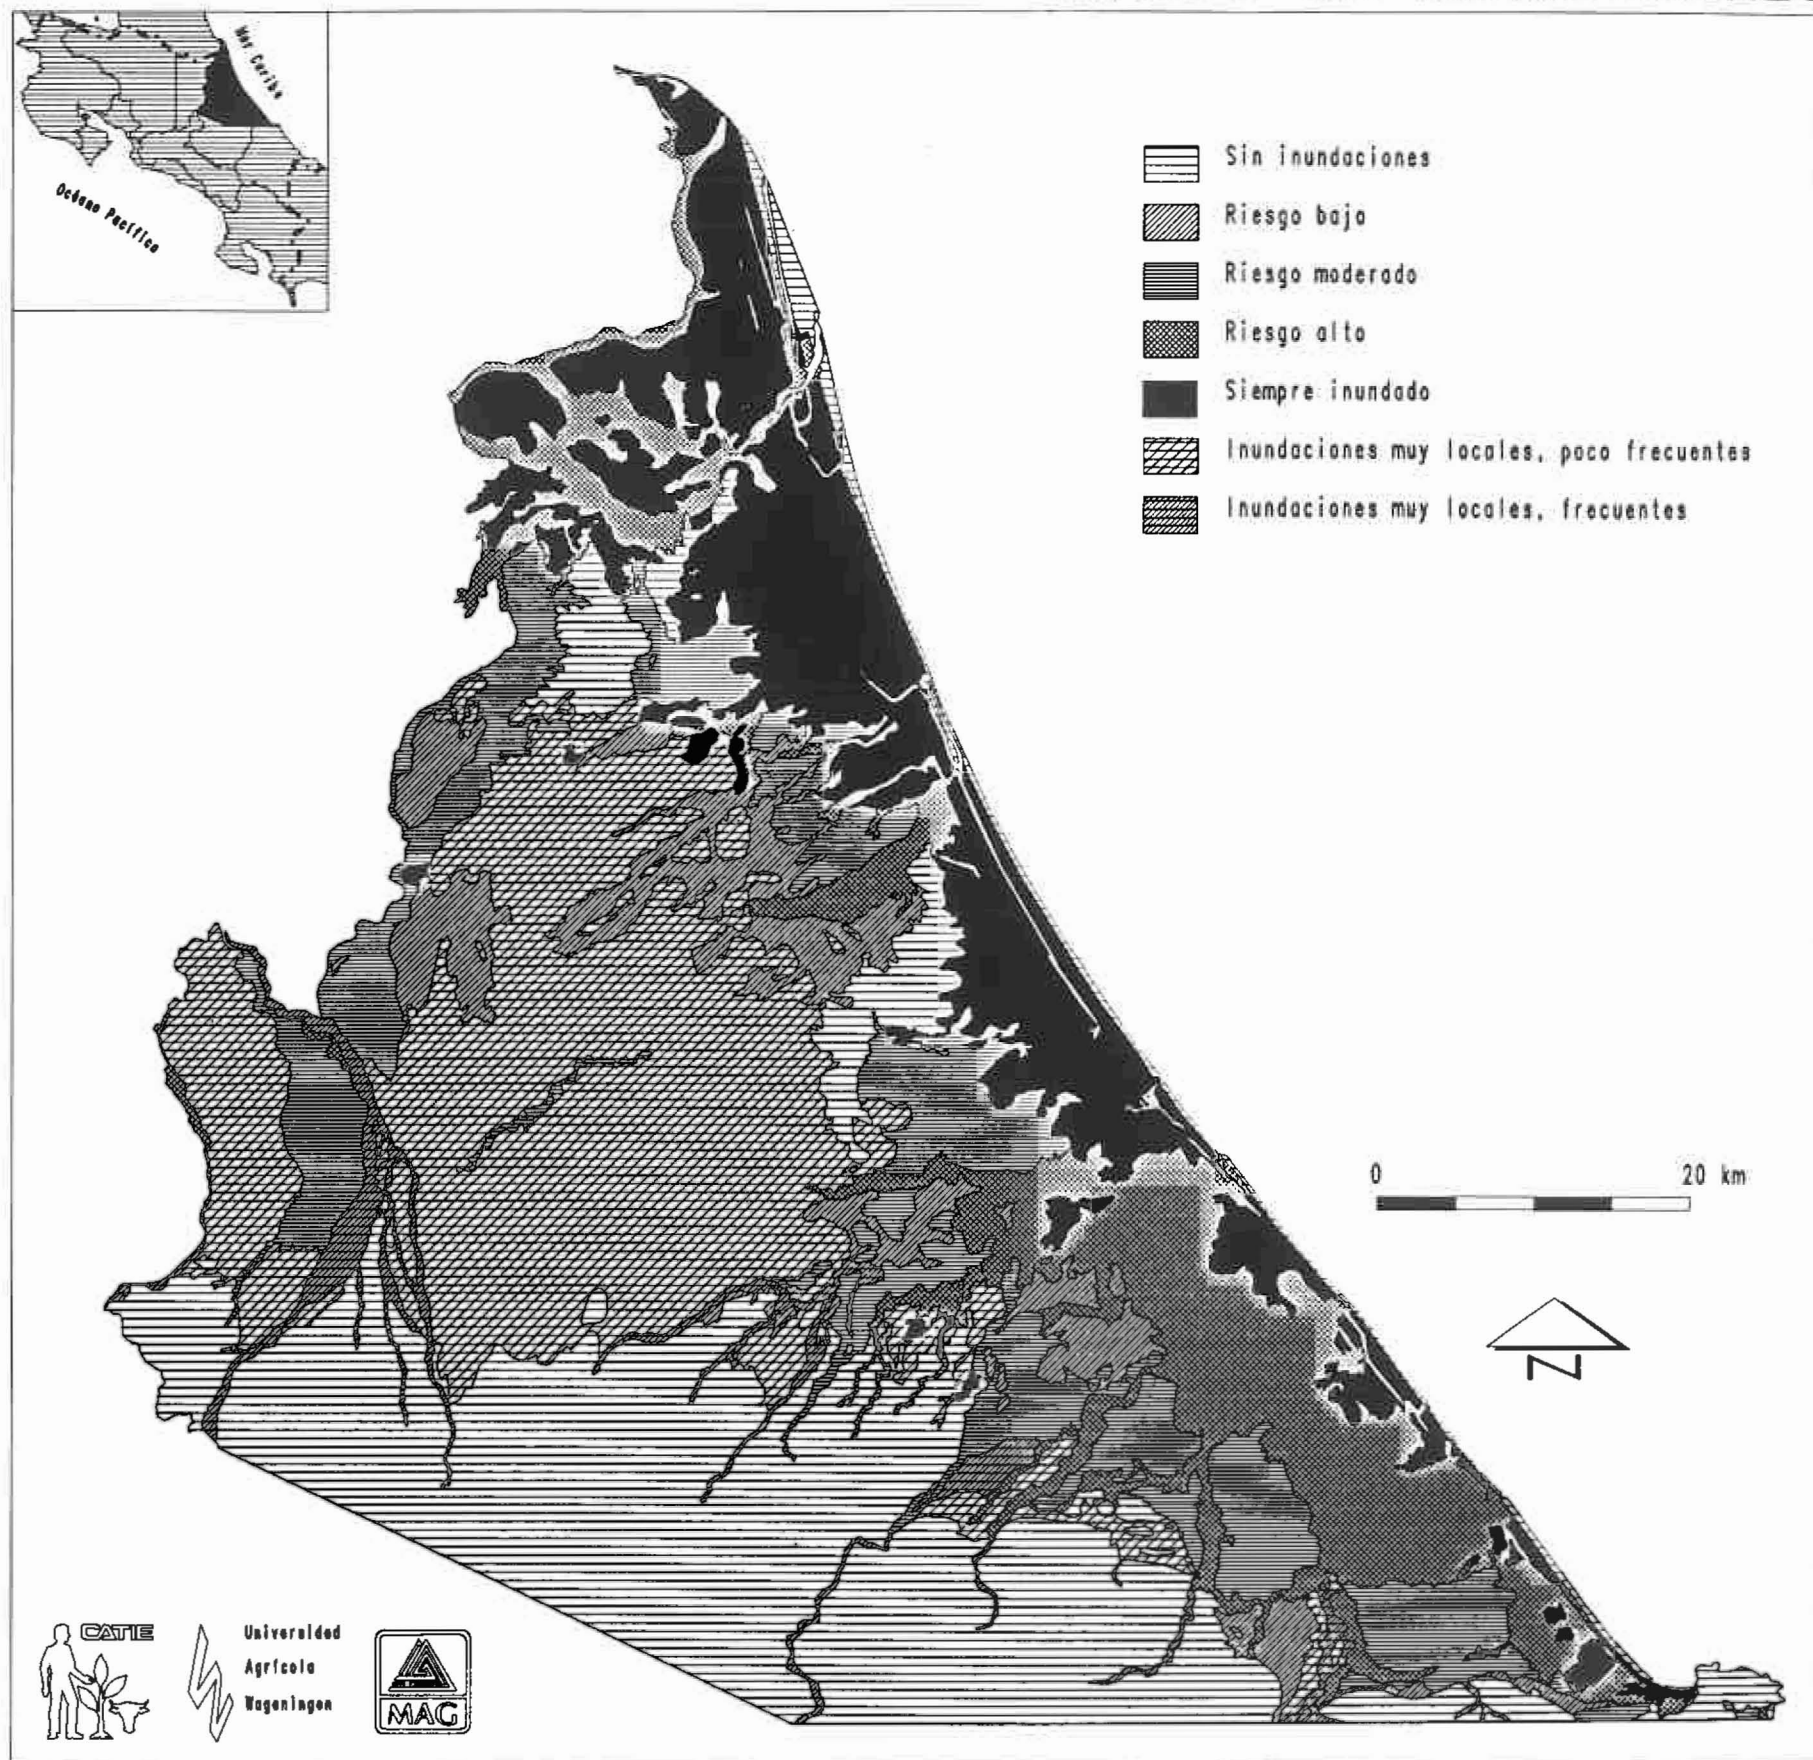 Mar Caribe
Océano Pacífico
Sin inundaciones
Riesgo bajo
Riesgo moderado
Riesgo alto
Siempre inundado
Inundaciones muy locales, poco frecuentes
Inundaciones muy locales, frecuentes
0 20 km
N
CATIE
Universidad
Agrícola
Wageningen
MAG